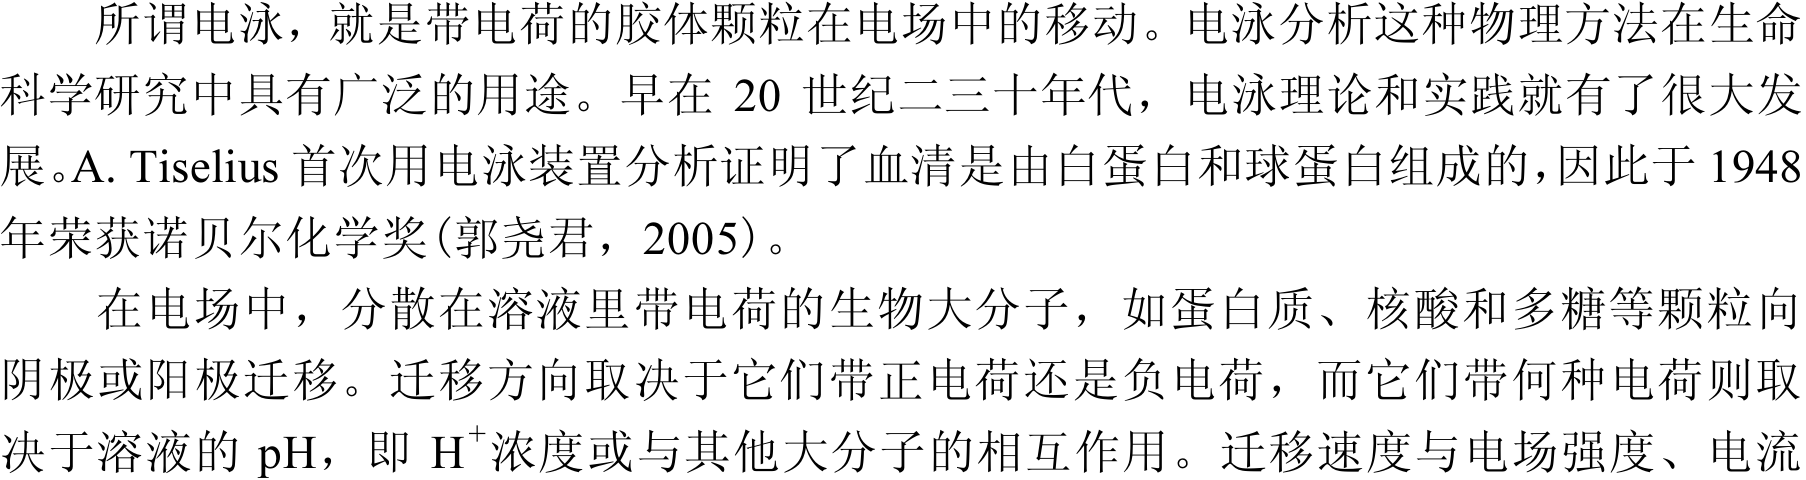 所谓电泳，就是带电荷的胶体颗粒在电场中的移动。电泳分析这种物理方法在生命
科学研究中具有广泛的用途。早在 20 世纪二三十年代，电泳理论和实践就有了很大发
展。A. Tiselius 首次用电泳装置分析证明了血清是由白蛋白和球蛋白组成的，因此于 1948
年荣获诺贝尔化学奖(郭尧君，2005)。
在电场中，分散在溶液里带电荷的生物大分子，如蛋白质、核酸和多糖等颗粒向
阴极或阳极迁移。迁移方向取决于它们带正电荷还是负电荷，而它们带何种电荷则取
决于溶液的 pH，即 H⁺浓度或与其他大分子的相互作用。迁移速度与电场强度、电流